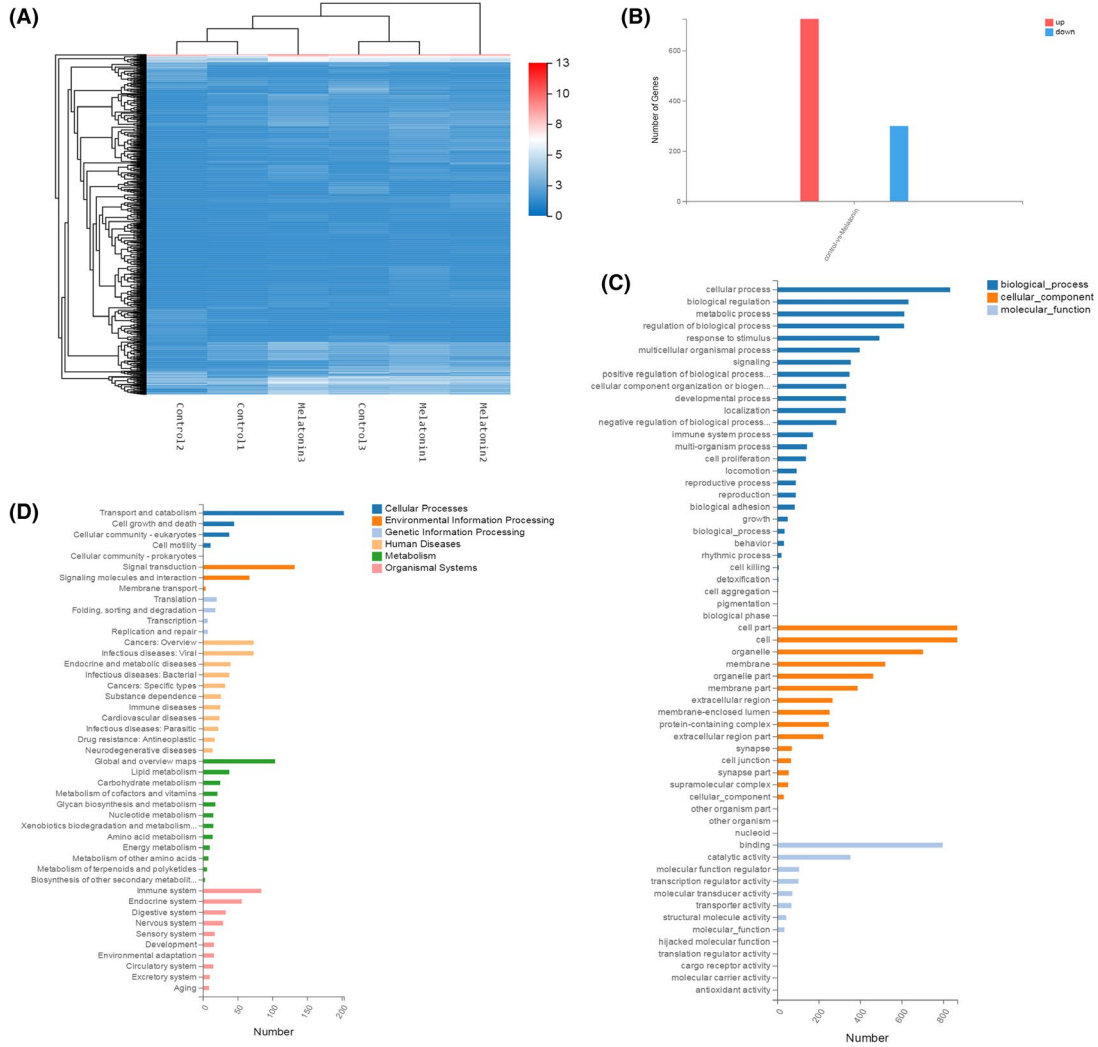 (A)
13
10
8
5
3
0
Control2
Control1
Melatonin3
Control3
Melatonin1
Melatonin2
(B)
up
down
Number of Genes
600
400
200
0
control-vs-Melatonin
(C)
biological_process
cellular_component
molecular_function
cellular process
biological regulation
metabolic process
regulation of biological process
response to stimulus
multicellular organismal process
signaling
positive regulation of biological process...
cellular component organization or biogen...
developmental process
localization
negative regulation of biological process...
immune system process
multi-organism process
cell proliferation
locomotion
reproductive process
reproduction
biological adhesion
growth
biological_process
behavior
rhythmic process
cell killing
detoxification
cell aggregation
pigmentation
biological phase
cell part
cell
organelle
membrane
organelle part
membrane part
extracellular region
membrane-enclosed lumen
protein-containing complex
extracellular region part
synapse
cell junction
synapse part
supramolecular complex
cellular_component
other organism part
other organism
nucleoid
binding
catalytic activity
molecular function regulator
transcription regulator activity
molecular transducer activity
transporter activity
structural molecule activity
molecular_function
hijacked molecular function
translation regulator activity
cargo receptor activity
molecular carrier activity
antioxidant activity
0
200
400
600
800
Number
(D)
Cellular Processes
Environmental Information Processing
Genetic Information Processing
Human Diseases
Metabolism
Organismal Systems
Transport and catabolism
Cell growth and death
Cellular community - eukaryotes
Cell motility
Cellular community - prokaryotes
Signal transduction
Signaling molecules and interaction
Membrane transport
Translation
Folding, sorting and degradation
Transcription
Replication and repair
Cancers: Overview
Infectious diseases: Viral
Endocrine and metabolic diseases
Infectious diseases: Bacterial
Cancers: Specific types
Substance dependence
Immune diseases
Cardiovascular diseases
Infectious diseases: Parasitic
Drug resistance: Antineoplastic
Neurodegenerative diseases
Global and overview maps
Lipid metabolism
Carbohydrate metabolism
Metabolism of cofactors and vitamins
Glycan biosynthesis and metabolism
Nucleotide metabolism
Xenobiotics biodegradation and metabolism...
Amino acid metabolism
Energy metabolism
Metabolism of other amino acids
Metabolism of terpenoids and polyketides
Biosynthesis of other secondary metabolit...
Immune system
Endocrine system
Digestive system
Nervous system
Sensory system
Development
Environmental adaptation
Circulatory system
Excretory system
Aging
0
50
100
150
200
Number